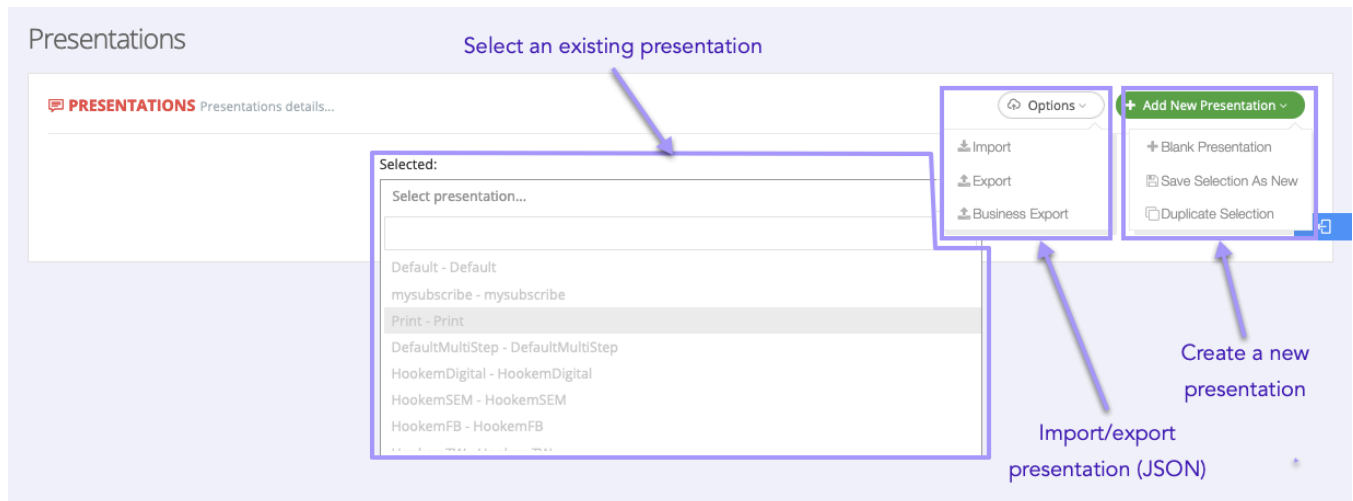 Presentations
Select an existing presentation
PRESENTATIONS Presentations details...
Options
+ Add New Presentation
Import
Export
Business Export
+ Blank Presentation
Save Selection As New
Duplicate Selection
Selected:
Select presentation...
Default - Default
mysubscribe - mysubscribe
Print - Print
DefaultMultiStep - DefaultMultiStep
HookemDigital - HookemDigital
HookemSEM - HookemSEM
HookemFB - HookemFB
Create a new
presentation
Import/export
presentation (JSON)